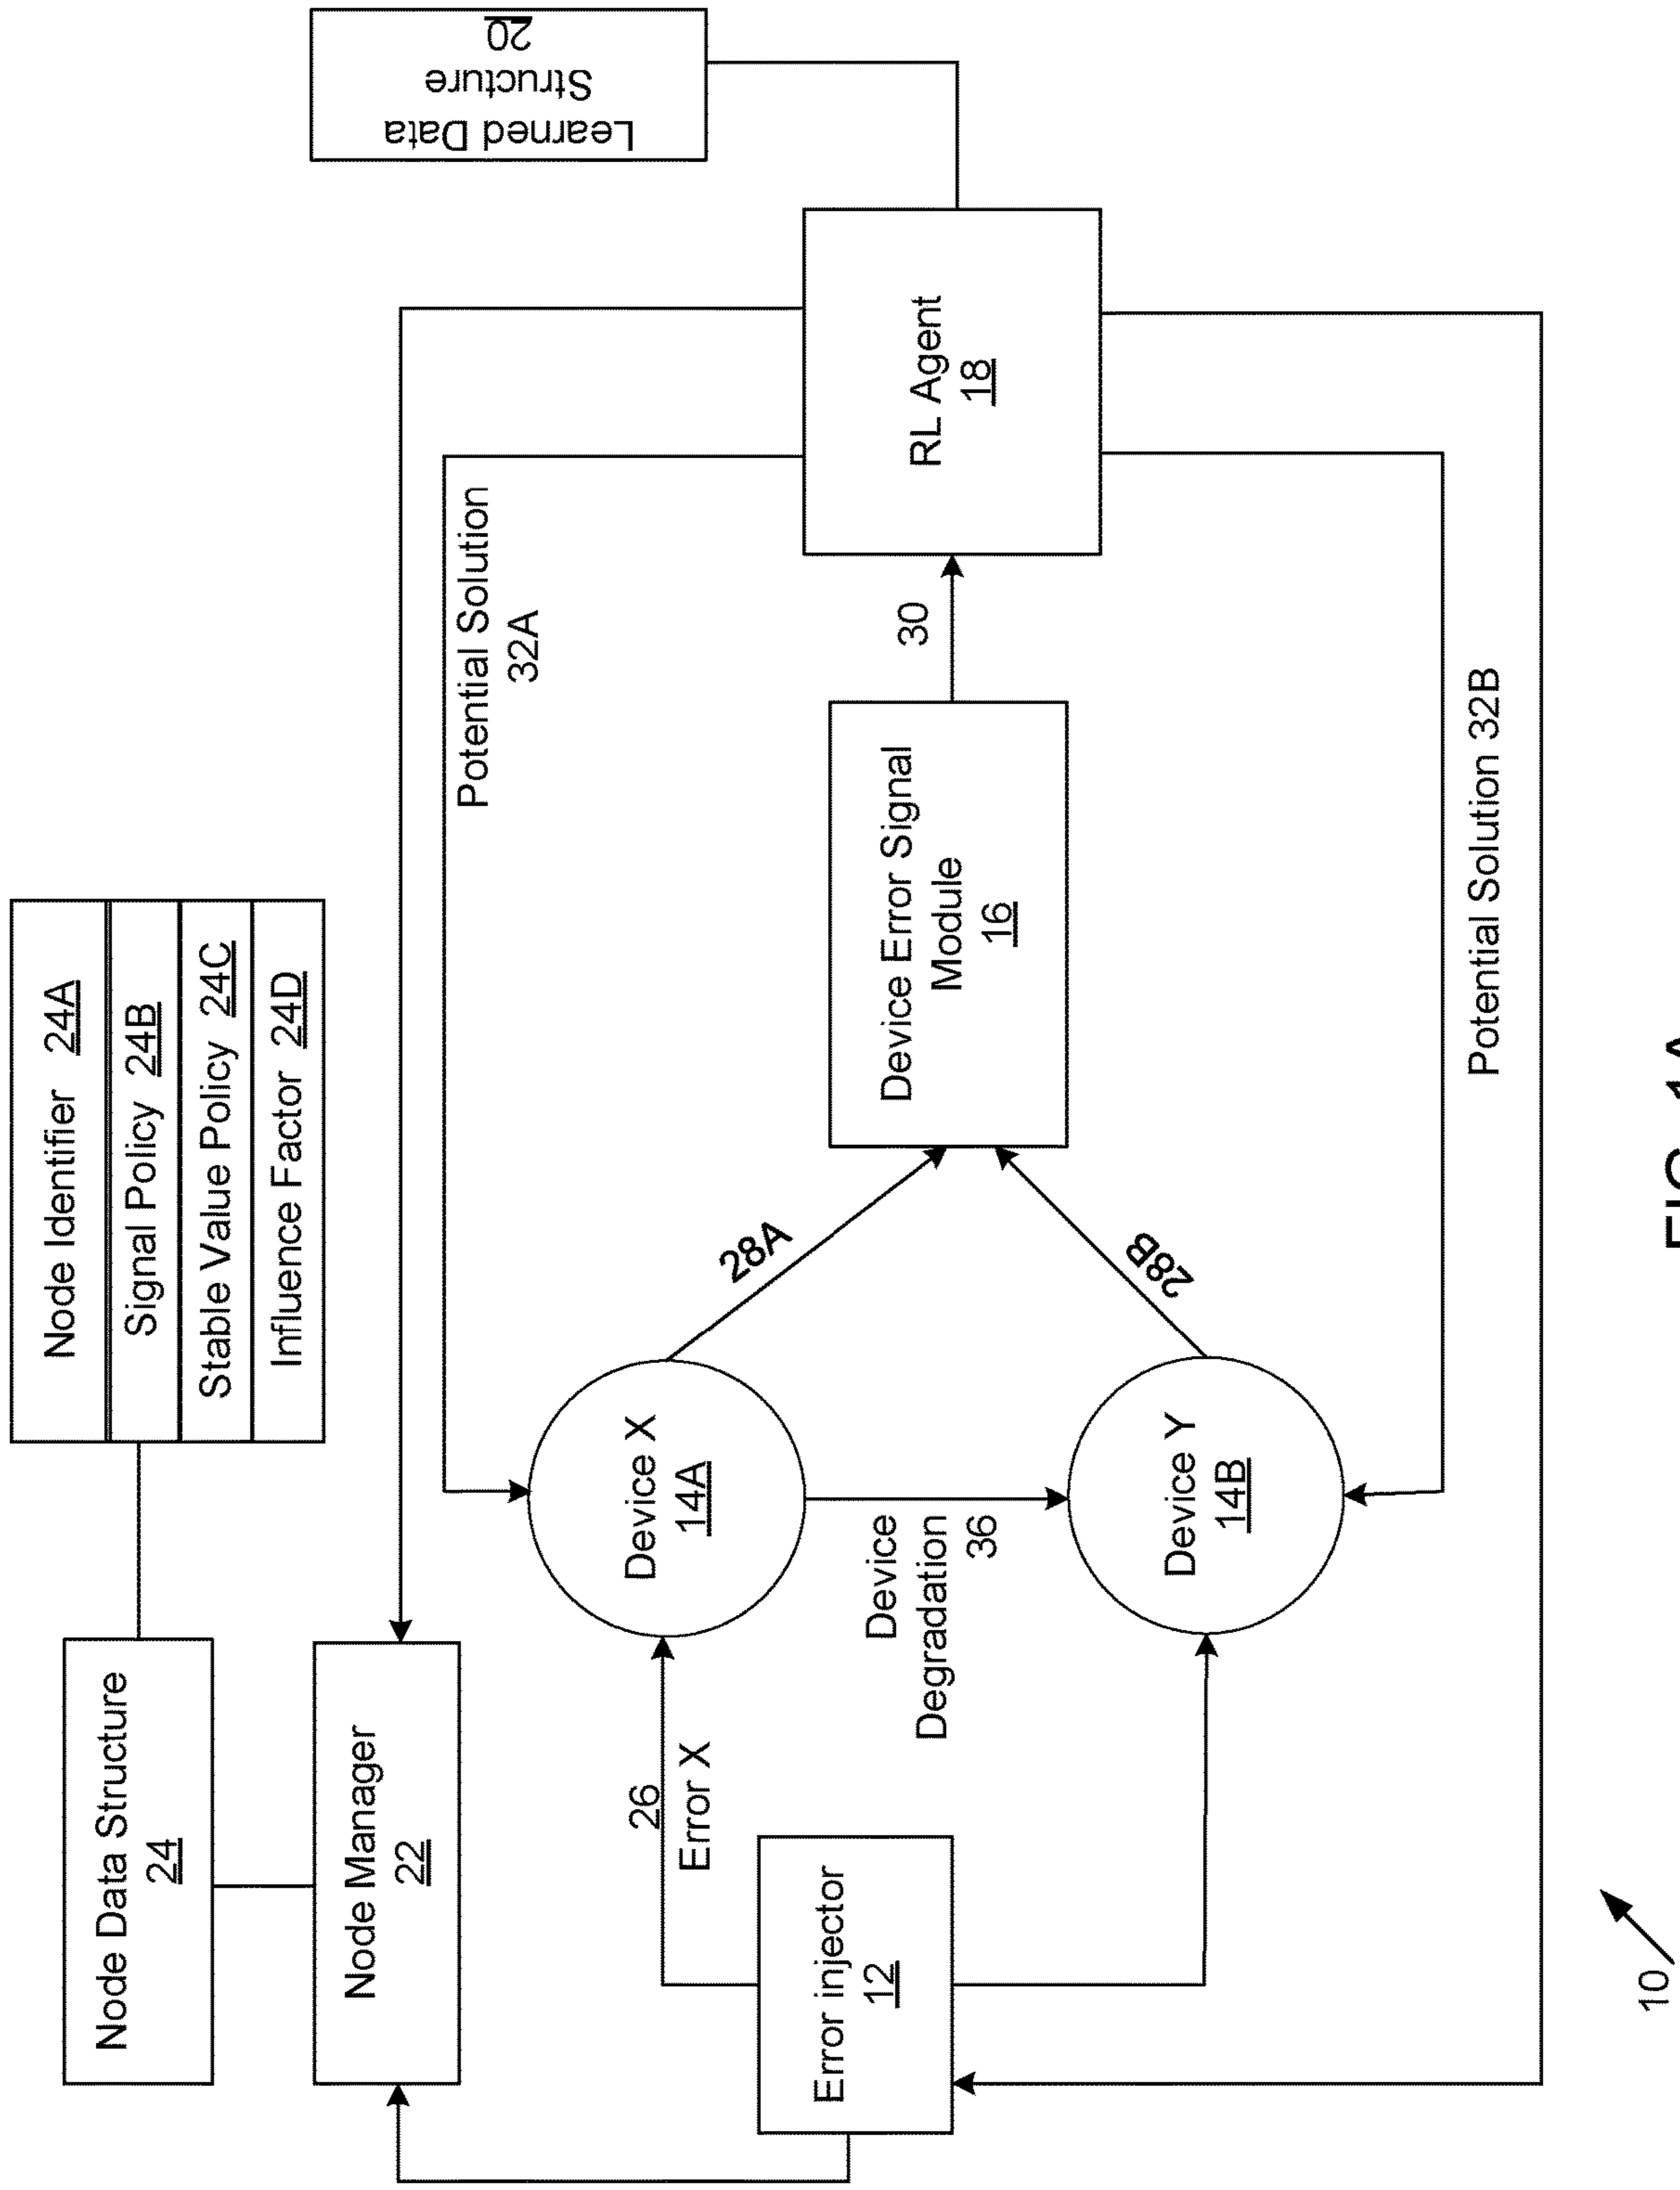 Node Identifier 24A
Signal Policy 24B
Stable Value Policy 24C
Influence Factor 24D
Node Data Structure
24
Node Manager
22
Potential Solution
32A
Learned Data
Structure
20
Error injector
12
26
Error X
Device X
14A
Device
Degradation
36
Device Y
14B
28A
28B
Device Error Signal
Module
16
30
RL Agent
18
Potential Solution 32B
10
FIG. 1A